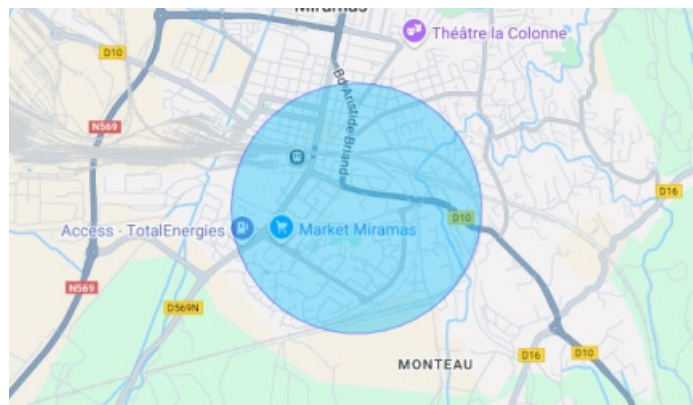 Miramas
Théâtre la Colonne
D10
Bd Aristide Briand
N569
D16
D10
Access - TotalEnergies
Market Miramas
N569
D569N
MONTEAU
D16
D10